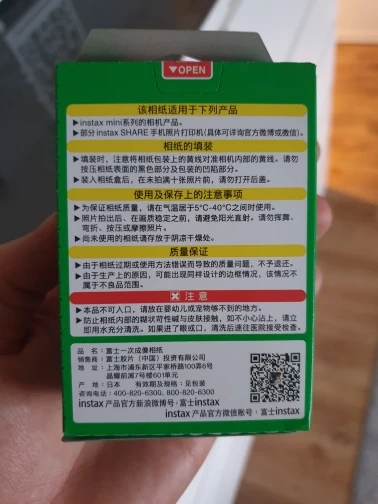 OPEN
该相纸适用于下列产品
▶instax mini系列的相机产品。
▶部分instax SHARE手机照片打印机(具体可详询官方微博或微信)。
相纸的填装
▶填装时、注意将相纸包装上的黄线对准相机内部的黄线。请勿
按压相纸表面的黑色部分及包装的凹陷部分。
▶装入相纸盒后，在未拍摄十张照片前，请勿打开后盖。
使用及保存上的注意事项
▶为保证相纸质量，请在气温居于5°C-40°C之间时使用。
▶照片拍出后、在画质稳定之前，请避免阳光直射。请勿挥舞、
弯折、按压或摩擦照片。
▶尚未使用的相纸请存放于阴凉干燥处。
质量保证
▶由于相纸过期或使用方法错误而导致的质量问题，不予退还。
▶由于生产上的原因，可能出现同样设计的边框情况，该情况不
属于不良品范围。
注意
▶本品不可入口，请放在婴幼儿或宠物够不到的地方。
▶防止相纸内部的糊状苛性碱与皮肤接触，如不小心沾上，请立
即用水充分清洗。如果进了眼或口，清洗后速往医院接受检查。
品 名：富士一次成像相纸
销售商：富士胶片（中国）投资有限公司
地 址：上海市浦东新区平家桥路100弄6号
晶耀前滩7号楼601单元
产 地：日本 有效期及规格：见包装
咨询电话：400-820-6300, 800-820-6300
instax产品官方新浪微博号：富士instax
instax产品官方微信账号：富士instax